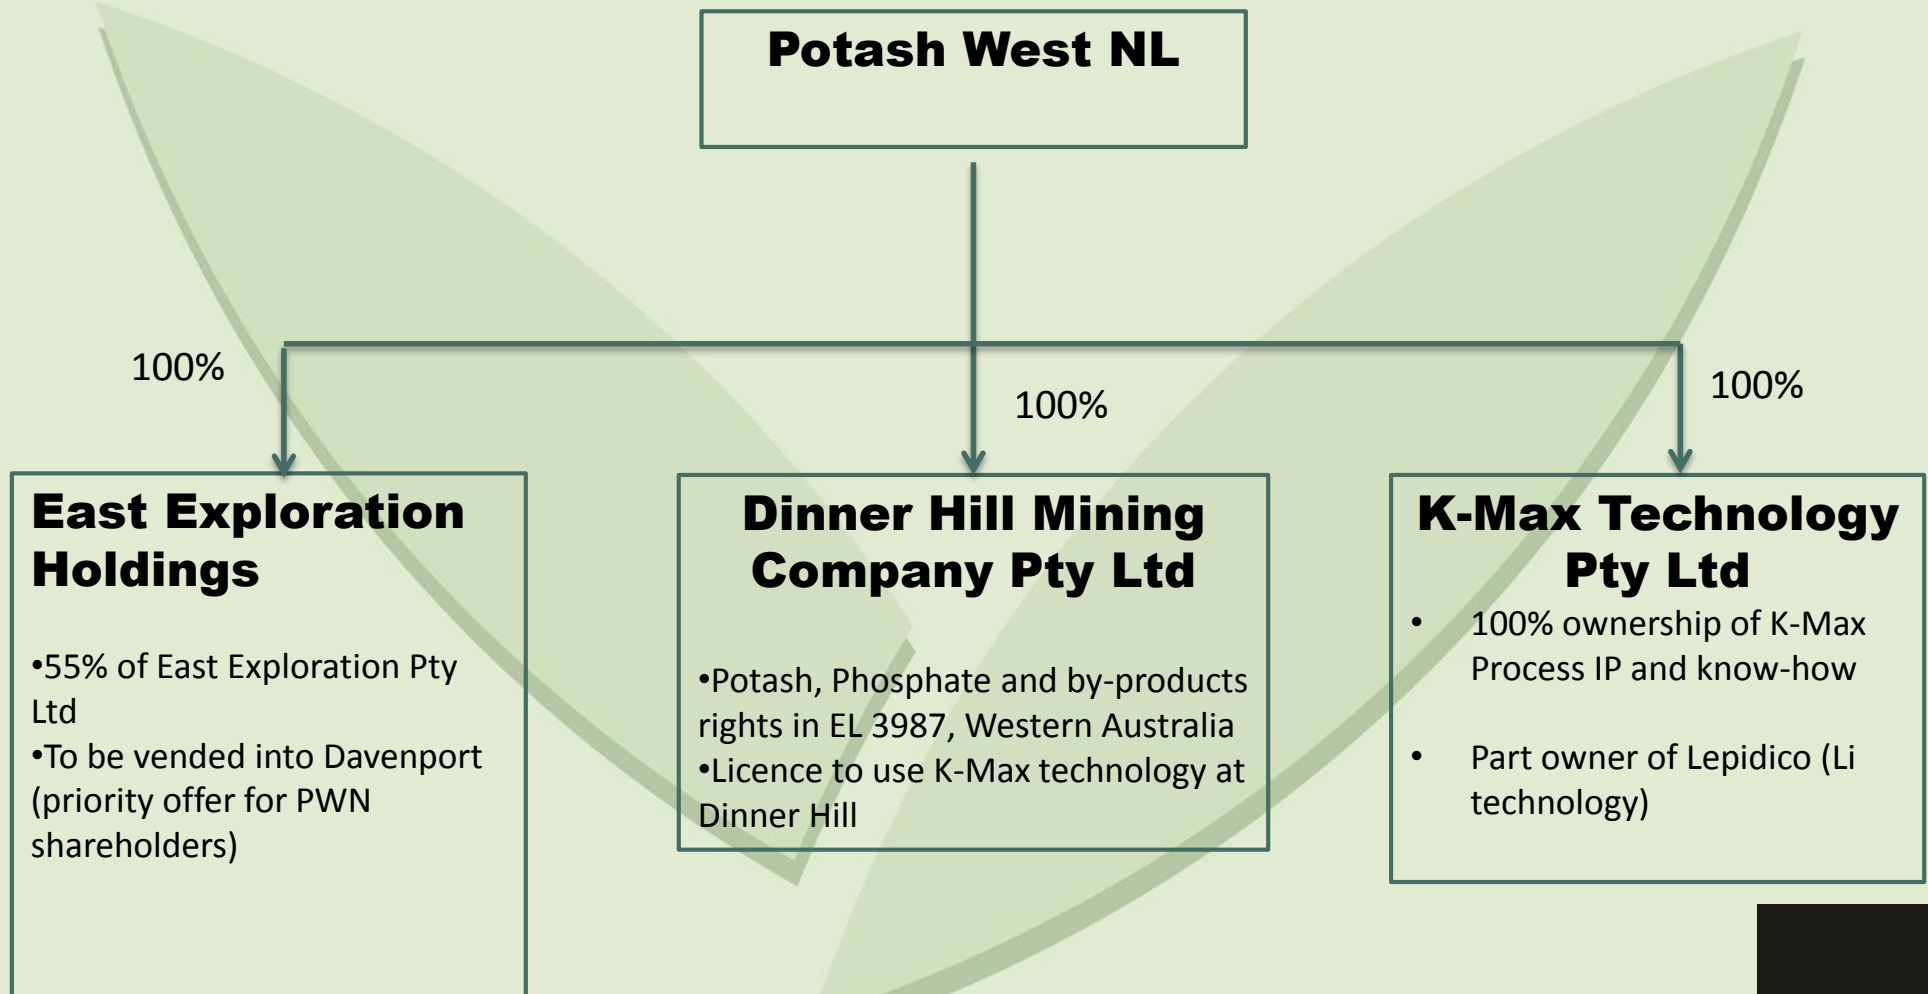 Potash West NL
100%
100%
100%
East Exploration
Holdings
•55% of East Exploration Pty
Ltd
•To be vended into Davenport
(priority offer for PWN
shareholders)
Dinner Hill Mining
Company Pty Ltd
•Potash, Phosphate and by-products
rights in EL 3987, Western Australia
•Licence to use K-Max technology at
Dinner Hill
K-Max Technology
Pty Ltd
• 100% ownership of K-Max
Process IP and know-how
• Part owner of Lepidico (Li
technology)